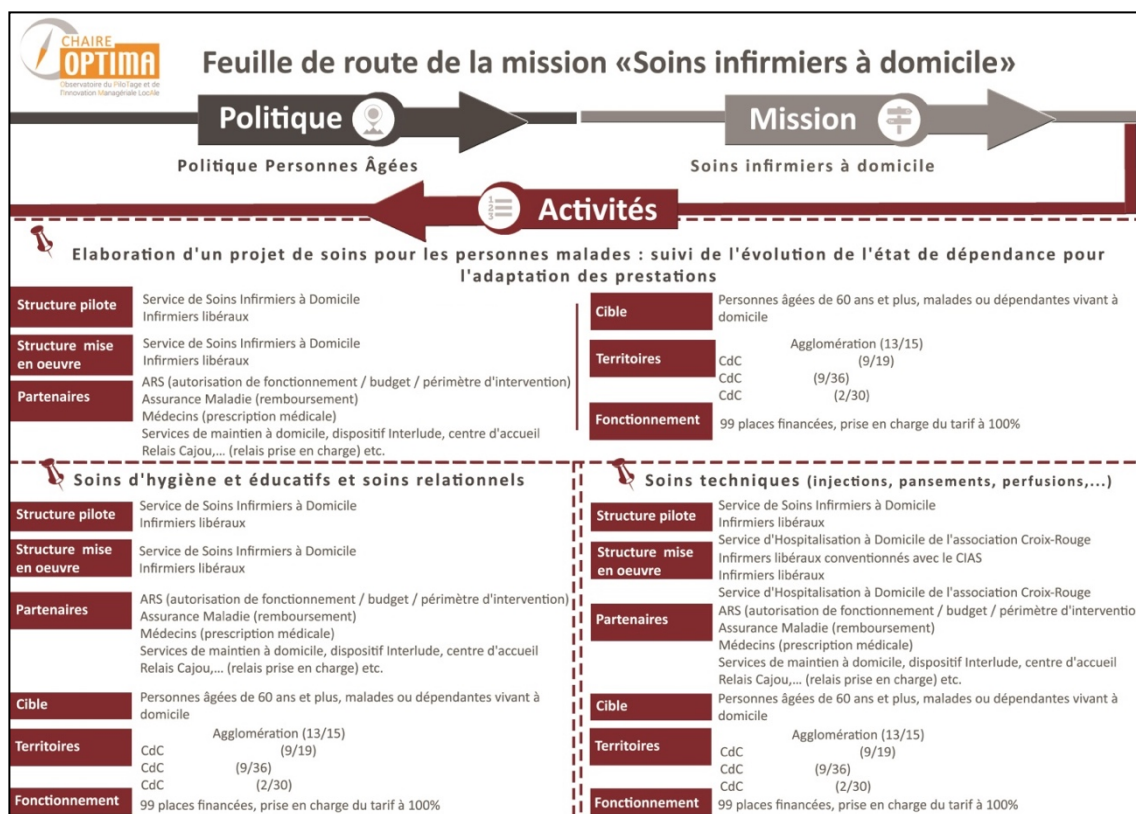 CHAIRE
OPTIMA
Observatoire du PiloTage et de
l'Innovation Managériale LocAle
Feuille de route de la mission «Soins infirmiers à domicile»
Politique
Mission
Politique Personnes Âgées
Soins infirmiers à domicile
1
2
3
Activités
Elaboration d'un projet de soins pour les personnes malades : suivi de l'évolution de l'état de dépendance pour
l'adaptation des prestations
Structure pilote
Service de Soins Infirmiers à Domicile
Infirmiers libéraux
Structure mise
en oeuvre
Service de Soins Infirmiers à Domicile
Infirmiers libéraux
Partenaires
ARS (autorisation de fonctionnement / budget / périmètre d'intervention)
Assurance Maladie (remboursement)
Médecins (prescription médicale)
Services de maintien à domicile, dispositif Interlude, centre d'accueil
Relais Cajou,... (relais prise en charge) etc.
Cible
Personnes âgées de 60 ans et plus, malades ou dépendantes vivant à
domicile
Territoires
Agglomération (13/15)
CdC (9/19)
CdC (9/36)
CdC (2/30)
Fonctionnement
99 places financées, prise en charge du tarif à 100%
Soins d'hygiène et éducatifs et soins relationnels
Structure pilote
Service de Soins Infirmiers à Domicile
Infirmiers libéraux
Structure mise
en oeuvre
Service de Soins Infirmiers à Domicile
Infirmiers libéraux
Partenaires
ARS (autorisation de fonctionnement / budget / périmètre d'intervention)
Assurance Maladie (remboursement)
Médecins (prescription médicale)
Services de maintien à domicile, dispositif Interlude, centre d'accueil
Relais Cajou,... (relais prise en charge) etc.
Cible
Personnes âgées de 60 ans et plus, malades ou dépendantes vivant à
domicile
Territoires
Agglomération (13/15)
CdC (9/19)
CdC (9/36)
CdC (2/30)
Fonctionnement
99 places financées, prise en charge du tarif à 100%
Soins techniques (injections, pansements, perfusions,...)
Structure pilote
Service de Soins Infirmiers à Domicile
Infirmiers libéraux
Structure mise
en oeuvre
Service d'Hospitalisation à Domicile de l'association Croix-Rouge
Infirmers libéraux conventionnés avec le CIAS
Infirmiers libéraux
Service d'Hospitalisation à Domicile de l'association Croix-Rouge
Partenaires
ARS (autorisation de fonctionnement / budget / périmètre d'interventio
Assurance Maladie (remboursement)
Médecins (prescription médicale)
Services de maintien à domicile, dispositif Interlude, centre d'accueil
Relais Cajou,... (relais prise en charge) etc.
Cible
Personnes âgées de 60 ans et plus, malades ou dépendantes vivant à
domicile
Territoires
Agglomération (13/15)
CdC (9/19)
CdC (9/36)
CdC (2/30)
Fonctionnement
99 places financées, prise en charge du tarif à 100%